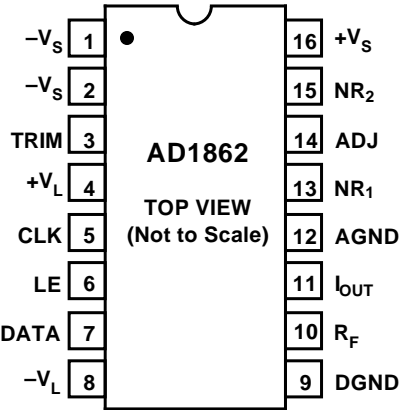 –VS 1 16 +VS
–VS 2 15 NR2
TRIM 3 14 ADJ
AD1862
+VL 4 13 NR1
TOP VIEW
CLK 5 (Not to Scale) 12 AGND
LE 6 11 IOUT
DATA 7 10 RF
–VL 8 9 DGND